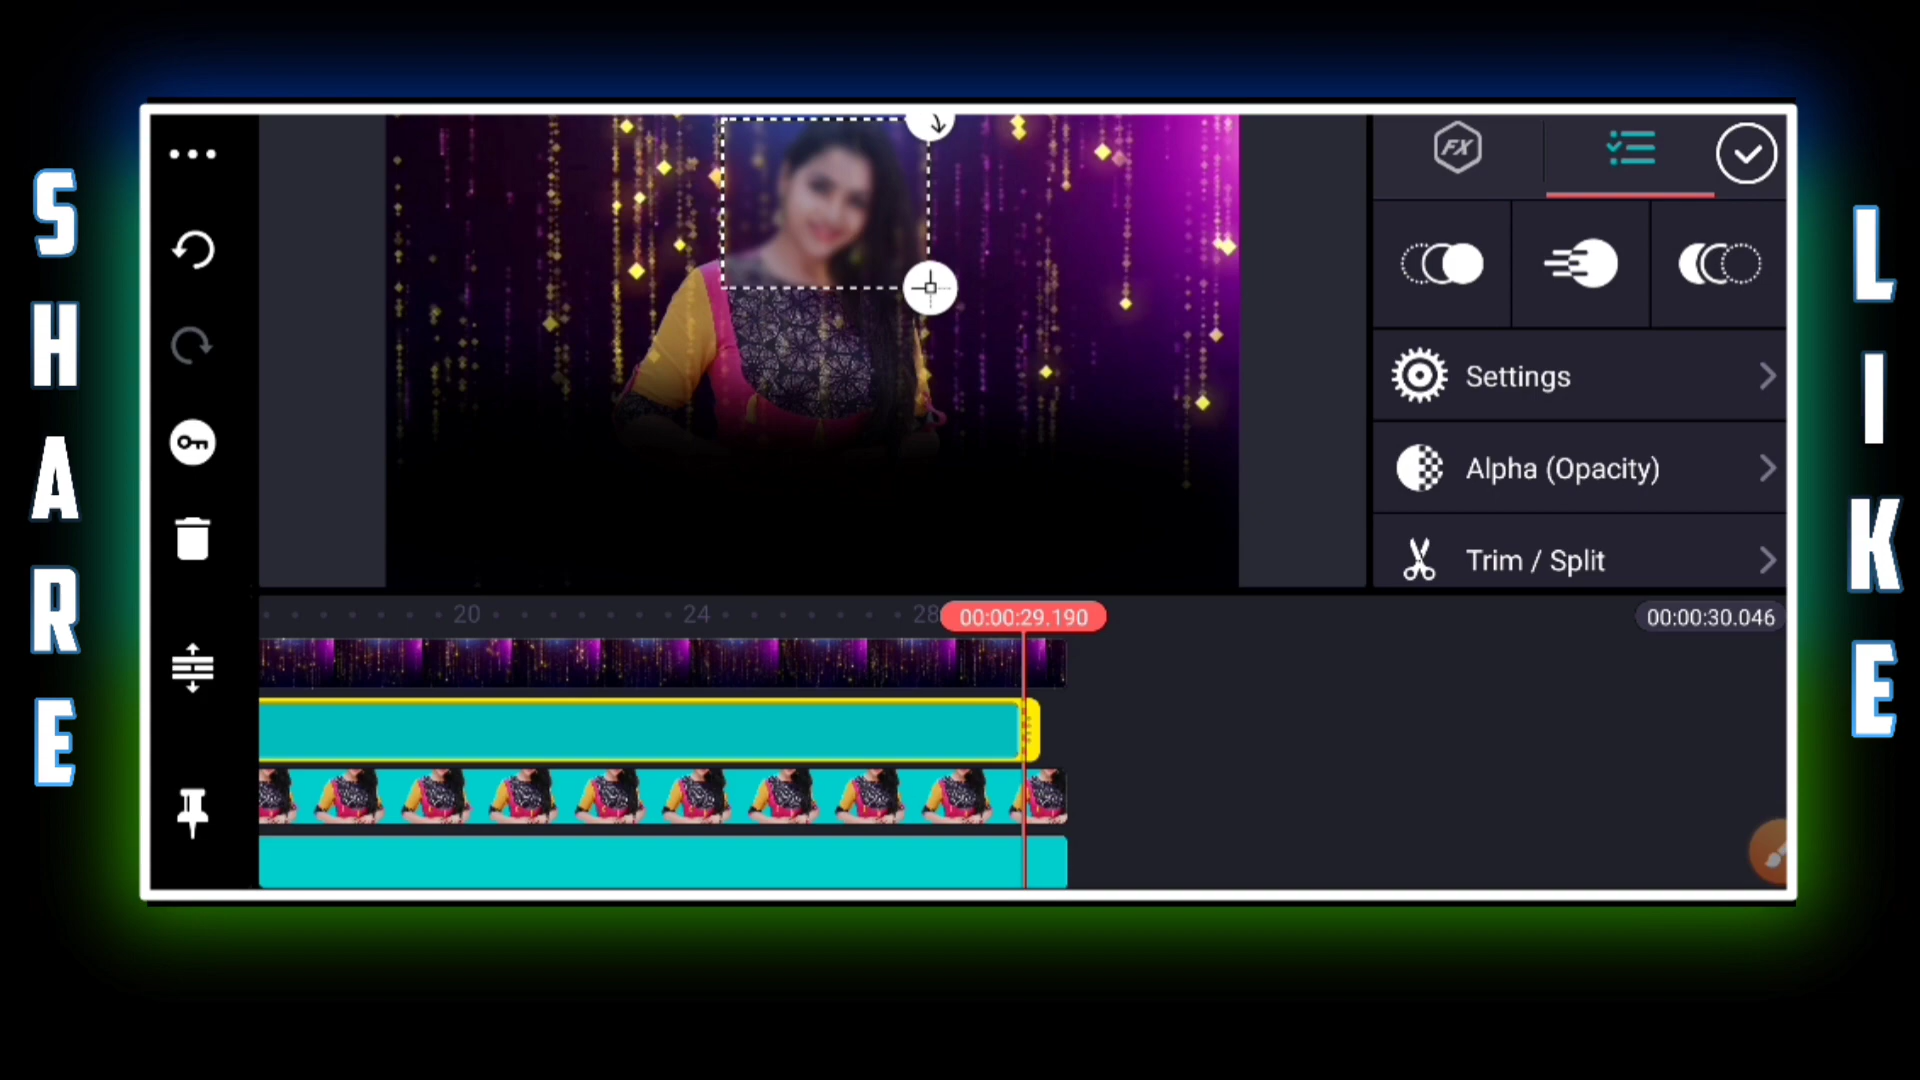 SHARE
FX
Settings
Alpha (Opacity)
Trim / Split
20
24
28
00:00:29.190
00:00:30.046
LIKE